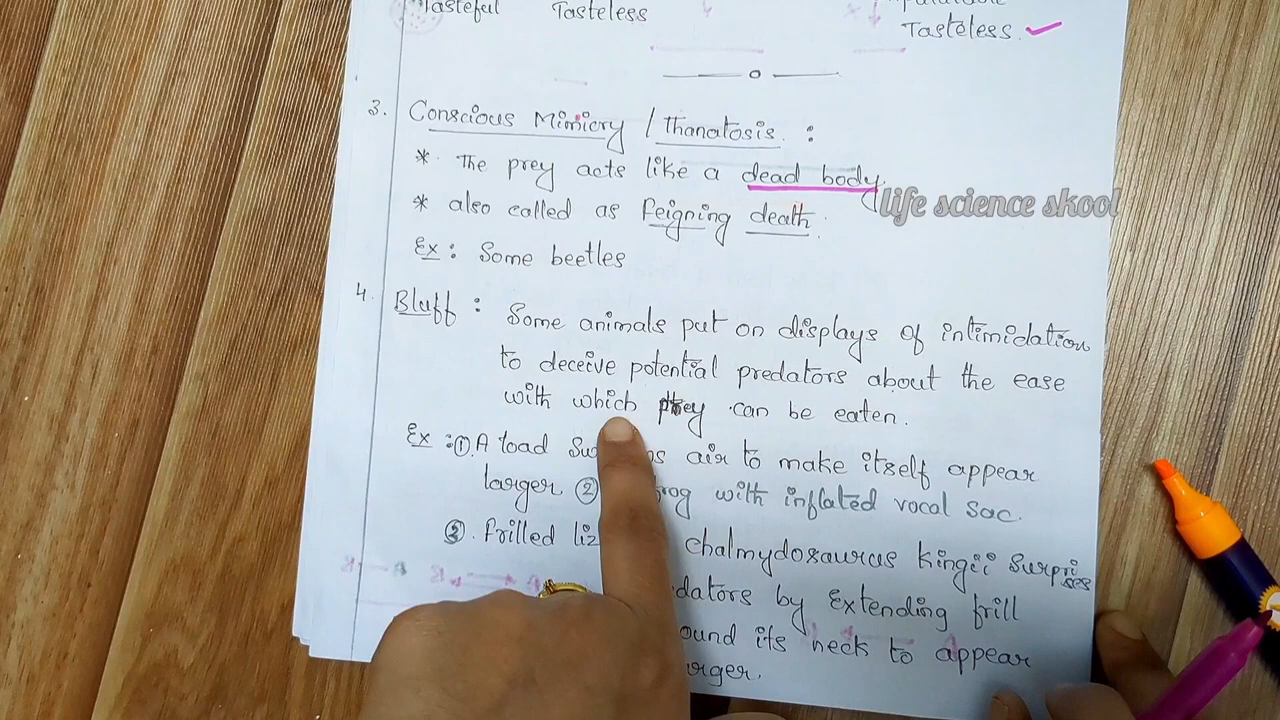 Tasteful Tasteless
Tasteless.
3. Conscious Mimicry / Thanatosis. :
* The prey acts like a dead body.
life science skool
* also called as feigning death.
Ex: Some beetles
4. Bluff : Some animals put on displays of intimidation
to deceive potential predators about the ease
with which they can be eaten.
Ex: ① A toad air to make itself appear
larger ② frog with inflated vocal sac.
③. frilled chalmydosaurus kingii surprises
by extending frill
its neck to appear